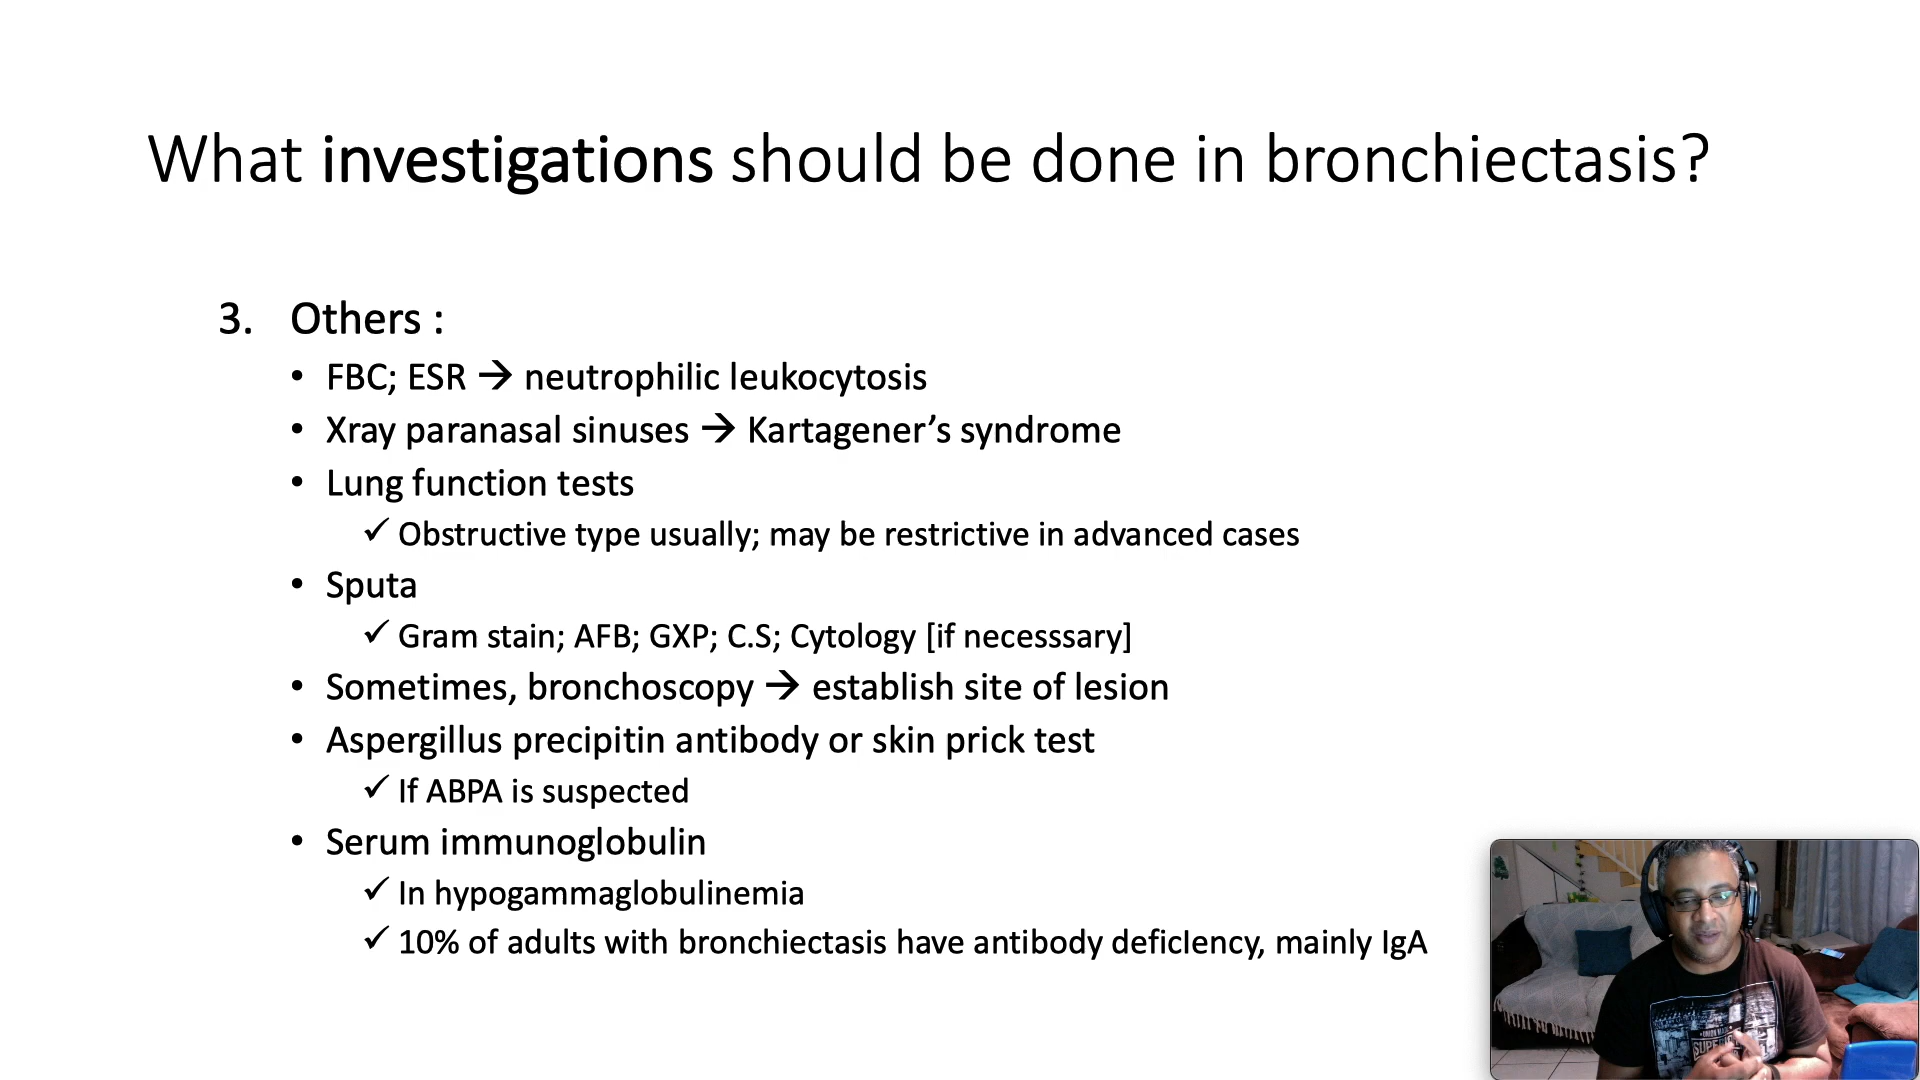 What investigations should be done in bronchiectasis?
3. Others :
• FBC; ESR → neutrophilic leukocytosis
• Xray paranasal sinuses → Kartagener’s syndrome
• Lung function tests
✓ Obstructive type usually; may be restrictive in advanced cases
• Sputa
✓ Gram stain; AFB; GXP; C.S; Cytology [if necesssary]
• Sometimes, bronchoscopy → establish site of lesion
• Aspergillus precipitin antibody or skin prick test
✓ If ABPA is suspected
• Serum immunoglobulin
✓ In hypogammaglobulinemia
✓ 10% of adults with bronchiectasis have antibody deficIency, mainly IgA